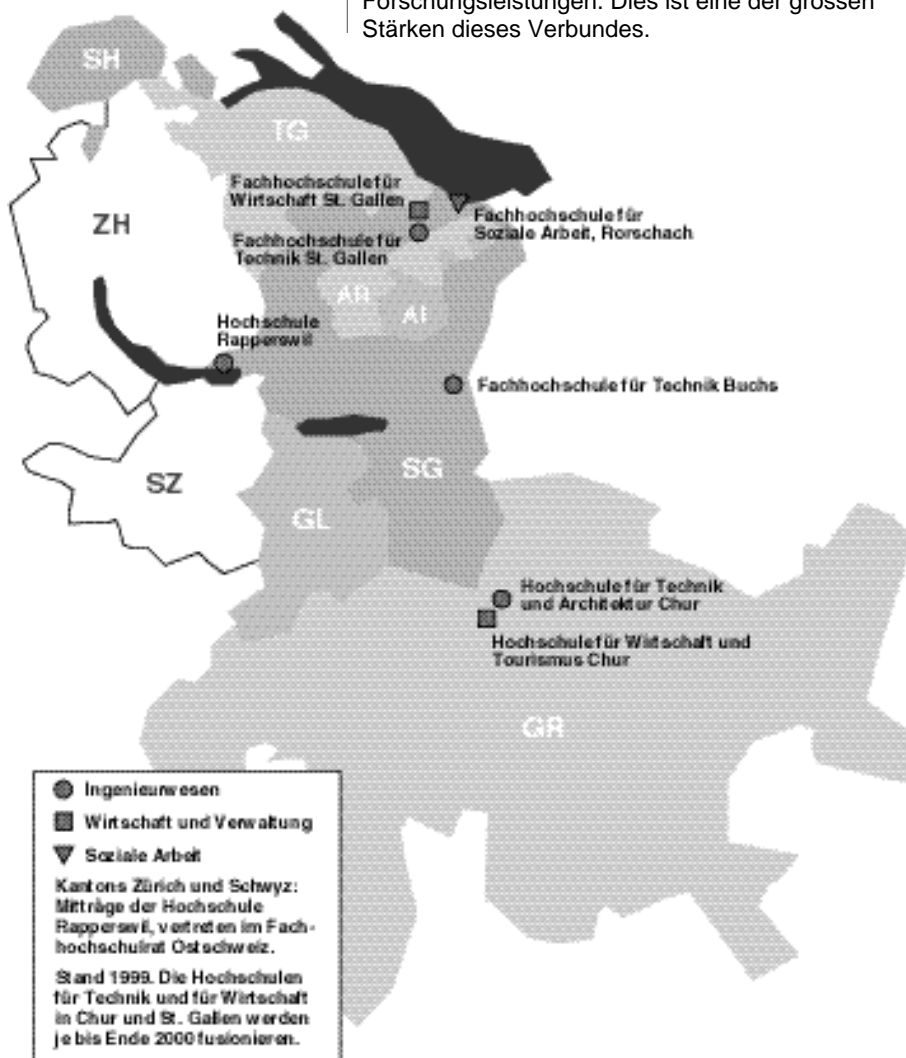 Forschungsleistungen. Dies ist eine der grossen
Stärken dieses Verbundes.
SH
TG
Fachhochschule für
Wirtschaft St. Gallen
ZH
Fachhochschule für
Soziale Arbeit, Rorschach
Fachhochschule für
Technik St. Gallen
AR
AI
Hochschule
Rapperswil
Fachhochschule für Technik Buchs
SG
SZ
GL
Hochschule für Technik
und Architektur Chur
Hochschule für Wirtschaft und
Tourismus Chur
GR
Ingenieurwesen
Wirtschaft und Verwaltung
Soziale Arbeit
Kantons Zürich und Schwyz:
Mitträge der Hochschule
Rapperswil, vertreten im Fach-
hochschulrat Ostschweiz.
Stand 1999. Die Hochschulen
für Technik und für Wirtschaft
in Chur und St. Gallen werden
je bis Ende 2000 fusionieren.